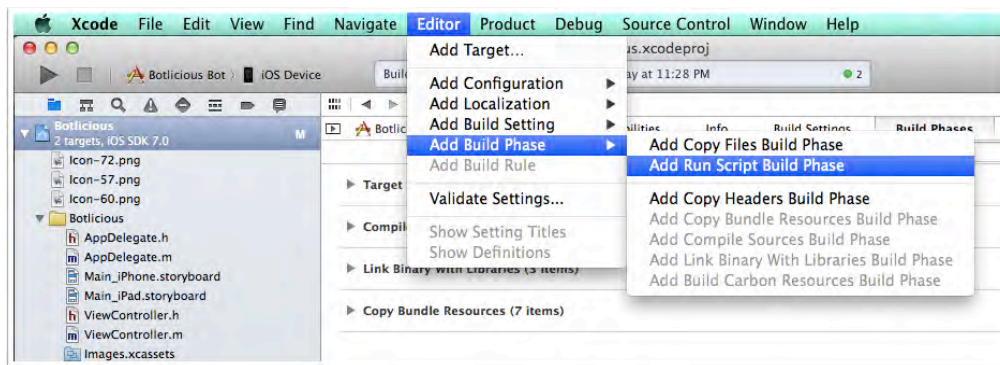 Xcode File Edit View Find Navigate Editor Product Debug Source Control Window Help
us.xcodeproj
Botlicious Bot iOS Device
Buil
ay at 11:28 PM
2
Botlicious
2 targets, iOS SDK 7.0
M
Icon-72.png
Icon-57.png
Icon-60.png
Botlicious
AppDelegate.h
AppDelegate.m
Main_iPhone.storyboard
Main_iPad.storyboard
ViewController.h
ViewController.m
Images.xcassets
Add Target...
Add Configuration
Add Localization
Add Build Setting
Add Build Phase
Add Build Rule
Validate Settings...
Show Setting Titles
Show Definitions
Add Copy Files Build Phase
Add Run Script Build Phase
Add Copy Headers Build Phase
Add Copy Bundle Resources Build Phase
Add Compile Sources Build Phase
Add Link Binary With Libraries Build Phase
Add Build Carbon Resources Build Phase
Botlic
Info Build Settings Build Phases
Target
Compil
Link Binary With Libraries (3 items)
Copy Bundle Resources (7 items)